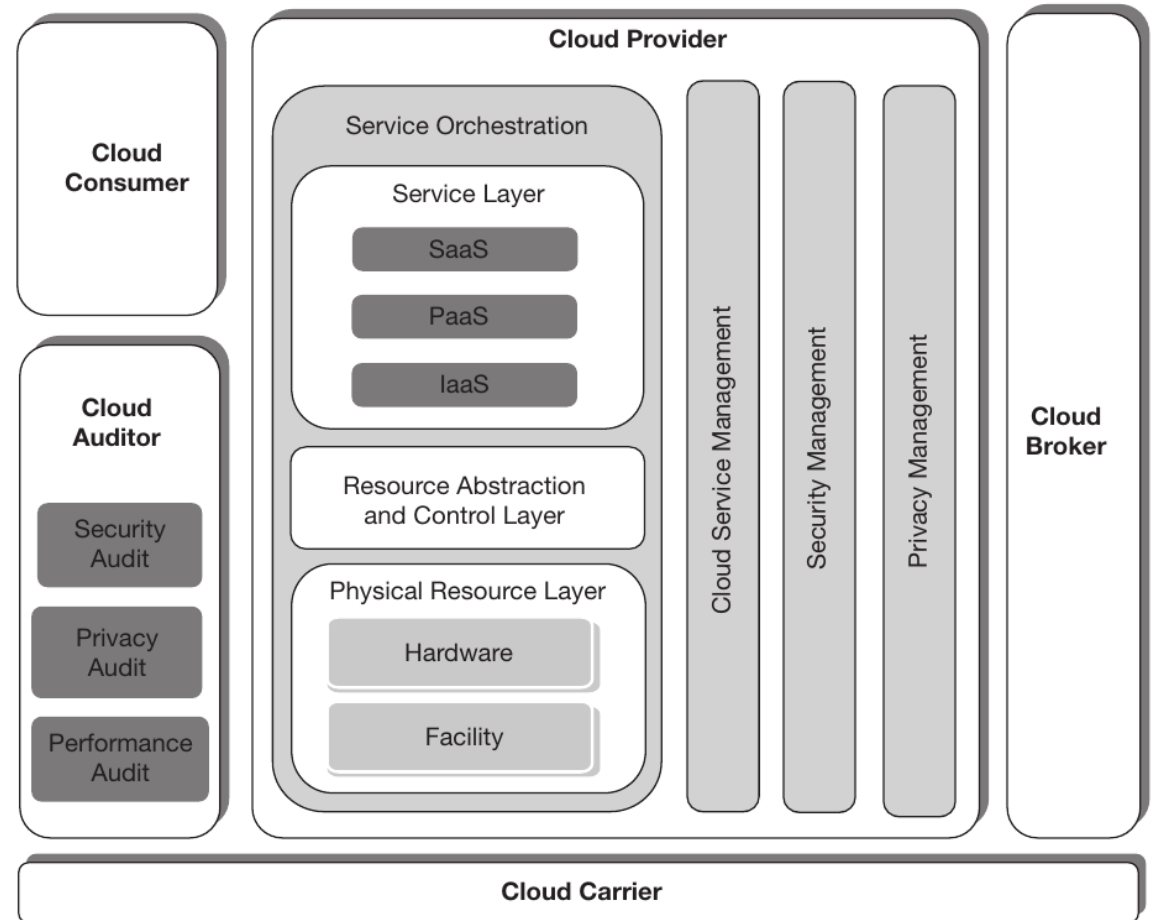 Cloud Provider
Cloud
Consumer
Service Orchestration
Service Layer
SaaS
PaaS
IaaS
Resource Abstraction
and Control Layer
Physical Resource Layer
Hardware
Facility
Cloud Service Management
Security Management
Privacy Management
Cloud
Auditor
Security
Audit
Privacy
Audit
Performance
Audit
Cloud
Broker
Cloud Carrier